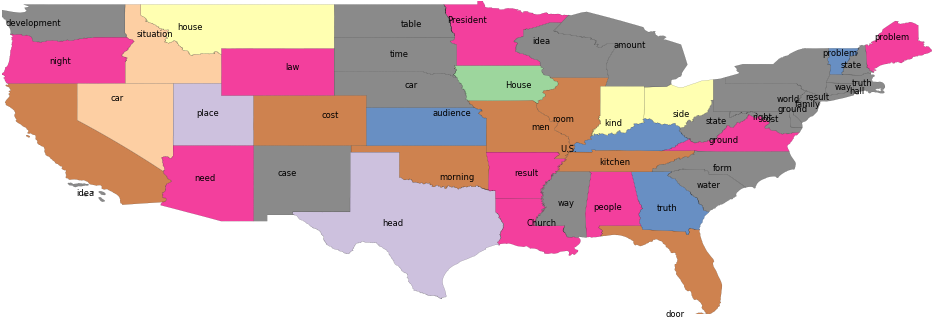 development
table
President
problem
situation
house
idea
amount
problem
night
time
state
law
car
House
way
truth
hall
car
place
cost
audience
world
result
family
men
room
kind
side
state
ground
right
cost
U.S.
ground
need
case
morning
result
kitchen
form
water
idea
head
Church
way
people
truth
door